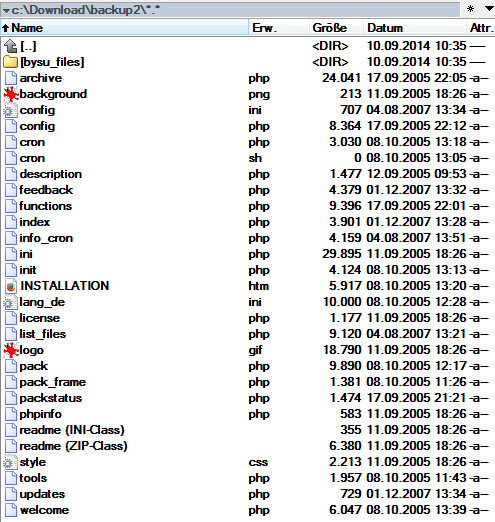 c:\Download\backup2\*.*
Name Erw. Größe Datum Attr.
[..] <DIR> 10.09.2014 10:35 —
[bysu_files] <DIR> 10.09.2014 10:35 —
archive php 24.041 17.09.2005 22:05 -a—
background png 213 11.09.2005 18:26 -a—
config ini 707 04.08.2007 13:34 -a—
config php 8.364 17.09.2005 22:12 -a—
cron php 3.030 08.10.2005 13:18 -a—
cron sh 0 08.10.2005 13:05 -a—
description php 1.477 12.09.2005 09:53 -a—
feedback php 4.379 01.12.2007 13:32 -a—
functions php 9.396 17.09.2005 22:01 -a—
index php 3.901 01.12.2007 13:28 -a—
info_cron php 4.159 04.08.2007 13:51 -a—
ini php 29.895 11.09.2005 18:26 -a—
init php 4.124 08.10.2005 13:13 -a—
INSTALLATION htm 5.917 08.10.2005 13:20 -a—
lang_de ini 10.000 08.10.2005 12:28 -a—
license php 1.177 11.09.2005 18:26 -a—
list_files php 9.120 04.08.2007 13:21 -a—
logo gif 18.790 11.09.2005 18:26 -a—
pack php 9.890 08.10.2005 12:17 -a—
pack_frame php 1.381 08.10.2005 11:26 -a—
packstatus php 1.474 17.09.2005 21:21 -a—
phpinfo php 583 11.09.2005 18:26 -a—
readme (INI-Class) 355 11.09.2005 18:26 -a—
readme (ZIP-Class) 6.380 11.09.2005 18:26 -a—
style css 2.213 11.09.2005 18:26 -a—
tools php 1.957 08.10.2005 11:43 -a—
updates php 729 01.12.2007 13:34 -a—
welcome php 6.047 08.10.2005 13:39 -a—